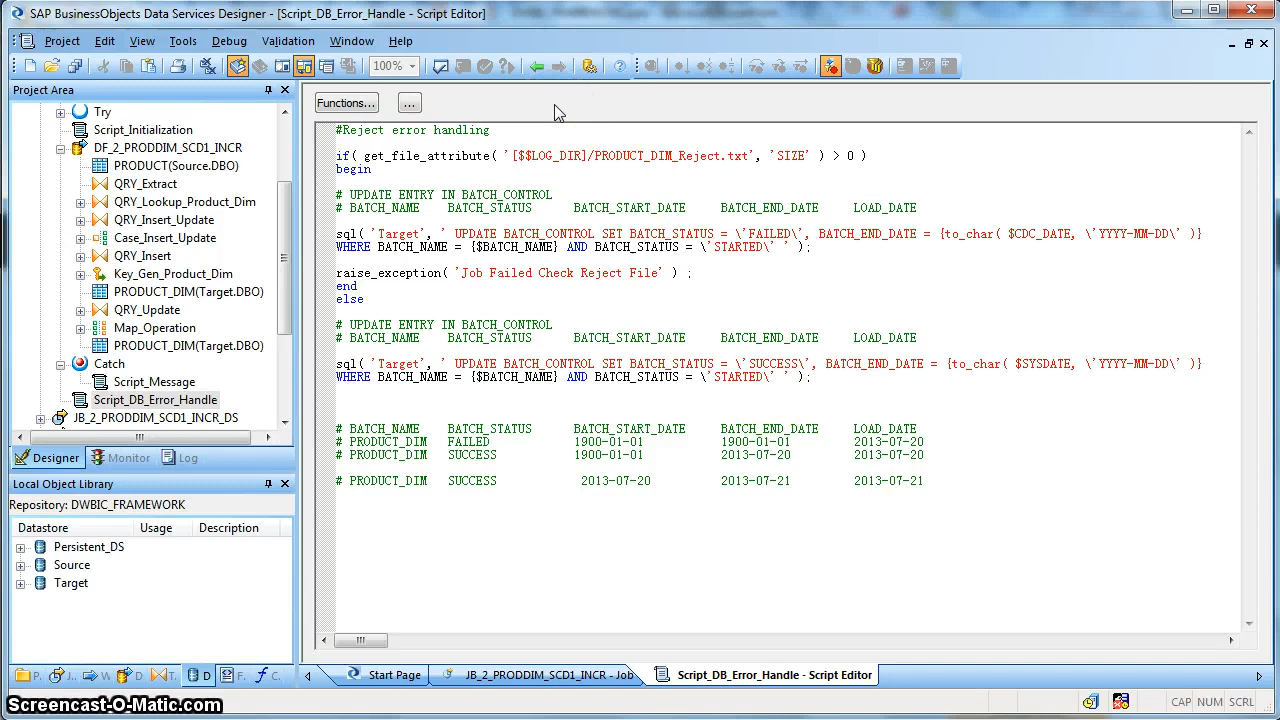 SAP BusinessObjects Data Services Designer - [Script_DB_Error_Handle - Script Editor]
Project Edit View Tools Debug Validation Window Help
100%
Project Area
Try
Script_Initialization
DF_2_PRODDIM_SCD1_INCR
PRODUCT(Source.DBO)
QRY_Extract
QRY_Lookup_Product_Dim
QRY_Insert_Update
Case_Insert_Update
QRY_Insert
Key_Gen_Product_Dim
PRODUCT_DIM(Target.DBO)
QRY_Update
Map_Operation
PRODUCT_DIM(Target.DBO)
Catch
Script_Message
Script_DB_Error_Handle
JB_2_PRODDIM_SCD1_INCR_DS
Designer Monitor Log
Local Object Library
Repository: DWBIC_FRAMEWORK
Datastore Usage Description
Persistent_DS
Source
Target
P. J.. W D T. D F. C.
Functions... ...
#Reject error handling
if( get_file_attribute( '[$$LOG_DIR]/PRODUCT_DIM_Reject.txt', 'SIZE' ) > 0 )
begin
# UPDATE ENTRY IN BATCH_CONTROL
# BATCH_NAME BATCH_STATUS BATCH_START_DATE BATCH_END_DATE LOAD_DATE
sql( 'Target', ' UPDATE BATCH_CONTROL SET BATCH_STATUS = \'FAILED\', BATCH_END_DATE = {to_char( $CDC_DATE, \'YYYY-MM-DD\' )}
WHERE BATCH_NAME = {$BATCH_NAME} AND BATCH_STATUS = \'STARTED\' ' );
raise_exception( 'Job Failed Check Reject File' ) ;
end
else
# UPDATE ENTRY IN BATCH_CONTROL
# BATCH_NAME BATCH_STATUS BATCH_START_DATE BATCH_END_DATE LOAD_DATE
sql( 'Target', ' UPDATE BATCH_CONTROL SET BATCH_STATUS = \'SUCCESS\', BATCH_END_DATE = {to_char( $SYSDATE, \'YYYY-MM-DD\' )}
WHERE BATCH_NAME = {$BATCH_NAME} AND BATCH_STATUS = \'STARTED\' ' );
# BATCH_NAME BATCH_STATUS BATCH_START_DATE BATCH_END_DATE LOAD_DATE
# PRODUCT_DIM FAILED 1900-01-01 1900-01-01 2013-07-20
# PRODUCT_DIM SUCCESS 1900-01-01 2013-07-20 2013-07-20
# PRODUCT_DIM SUCCESS 2013-07-20 2013-07-21 2013-07-21
Start Page JB_2_PRODDIM_SCD1_INCR - Job Script_DB_Error_Handle - Script Editor
CAP NUM SCRL
Screencast-O-Matic.com